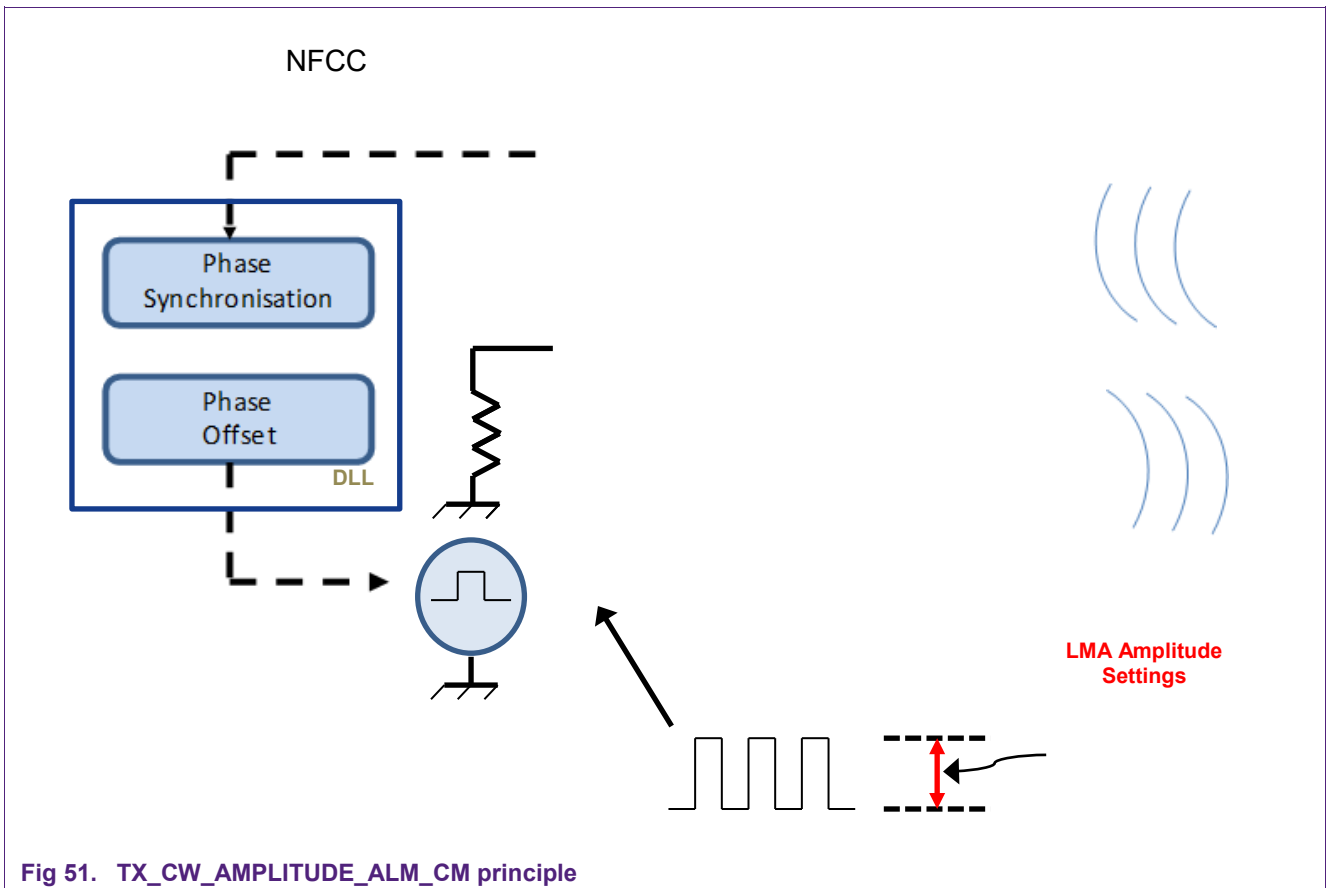 NFCC
Phase
Synchronisation
Phase
Offset
DLL
LMA Amplitude
Settings
Fig 51. TX_CW_AMPLITUDE_ALM_CM principle